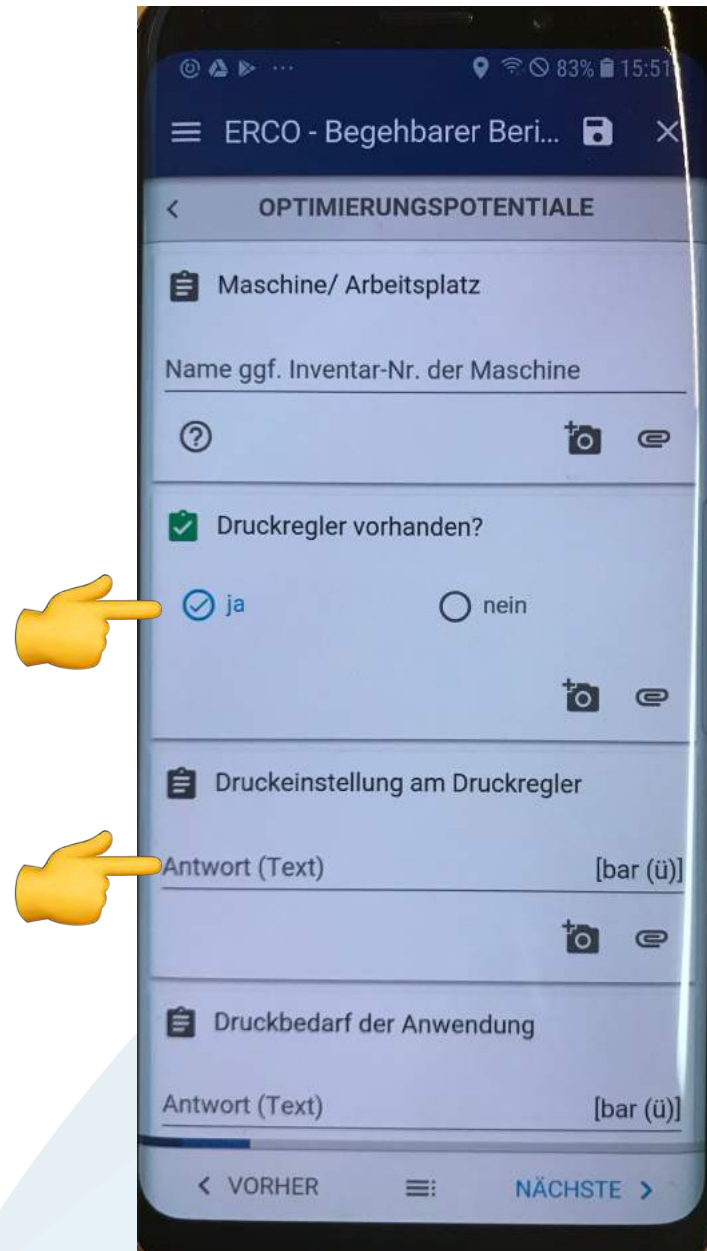 83% 15:51
ERCO - Begehbarer Beri...
OPTIMIERUNGSPOTENTIALE
Maschine/ Arbeitsplatz
Name ggf. Inventar-Nr. der Maschine
Druckregler vorhanden?
ja nein
Druckeinstellung am Druckregler
Antwort (Text) [bar (ü)]
Druckbedarf der Anwendung
Antwort (Text) [bar (ü)]
VORHER NÄCHSTE